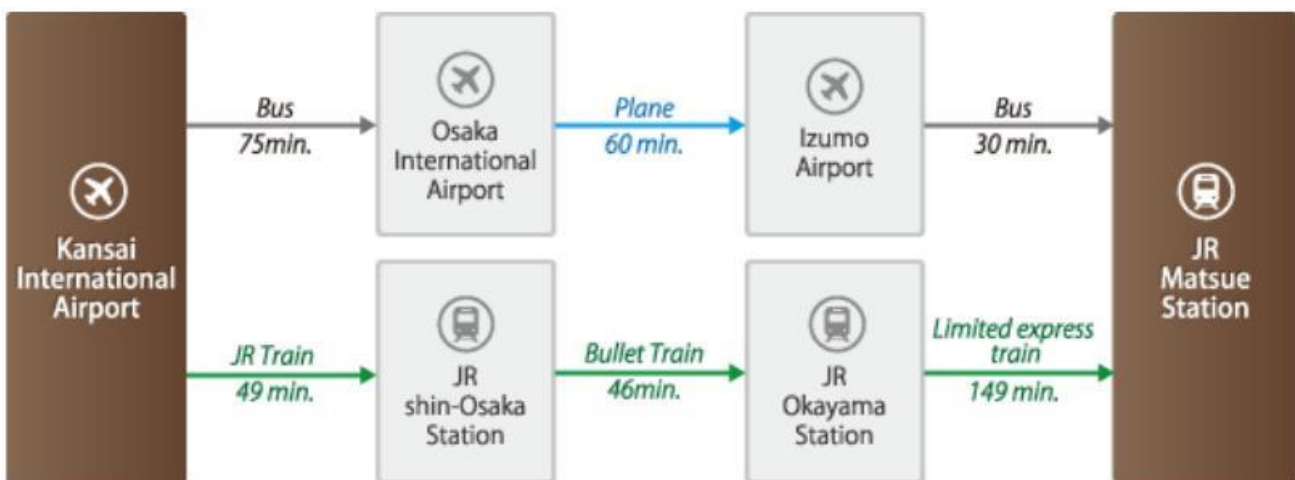 Kansai
International
Airport
Bus
75min.
Osaka
International
Airport
Plane
60 min.
Izumo
Airport
Bus
30 min.
JR Train
49 min.
JR
shin-Osaka
Station
Bullet Train
46min.
JR
Okayama
Station
Limited express
train
149 min.
JR
Matsue
Station